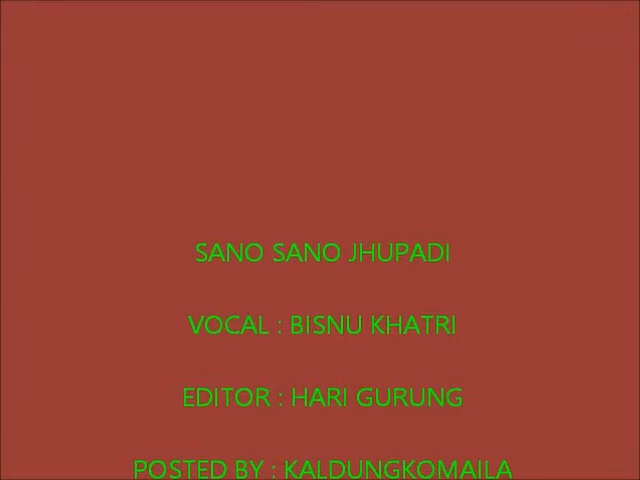 SANO SANO JHUPADI
VOCAL : BISNU KHATRI
EDITOR : HARI GURUNG
POSTED BY : KALDUNGKOMAILA